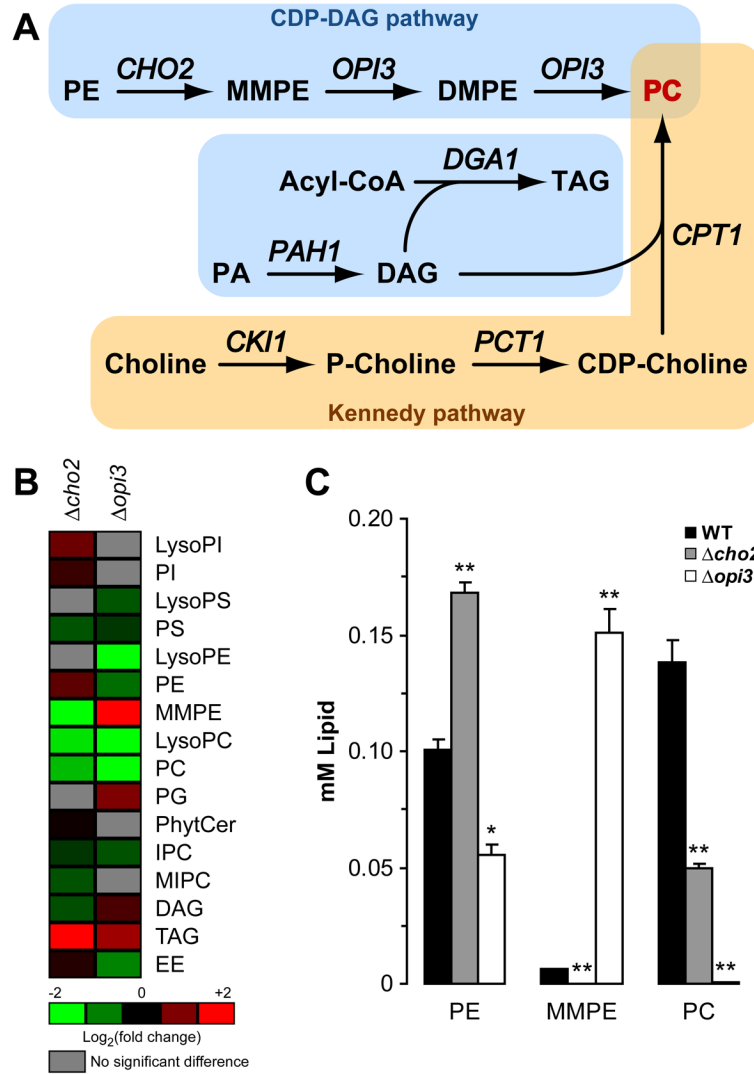 A
CDP-DAG pathway
CHO2 OPI3 OPI3
PE MMPE DMPE PC
DGA1
Acyl-CoA TAG
PAH1 CPT1
PA DAG
CKI1 PCT1
Choline P-Choline CDP-Choline
Kennedy pathway
B
Δcho2 Δopi3
LysoPI
PI
LysoPS
PS
LysoPE
PE
MMPE
LysoPC
PC
PG
PhytCer
IPC
MIPC
DAG
TAG
EE
-2 0 +2
Log2(fold change)
No significant difference
C
mM Lipid
0.20
0.15
0.10
0.05
0
WT
Δcho2
Δopi3
** * ** ** ** **
PE MMPE PC